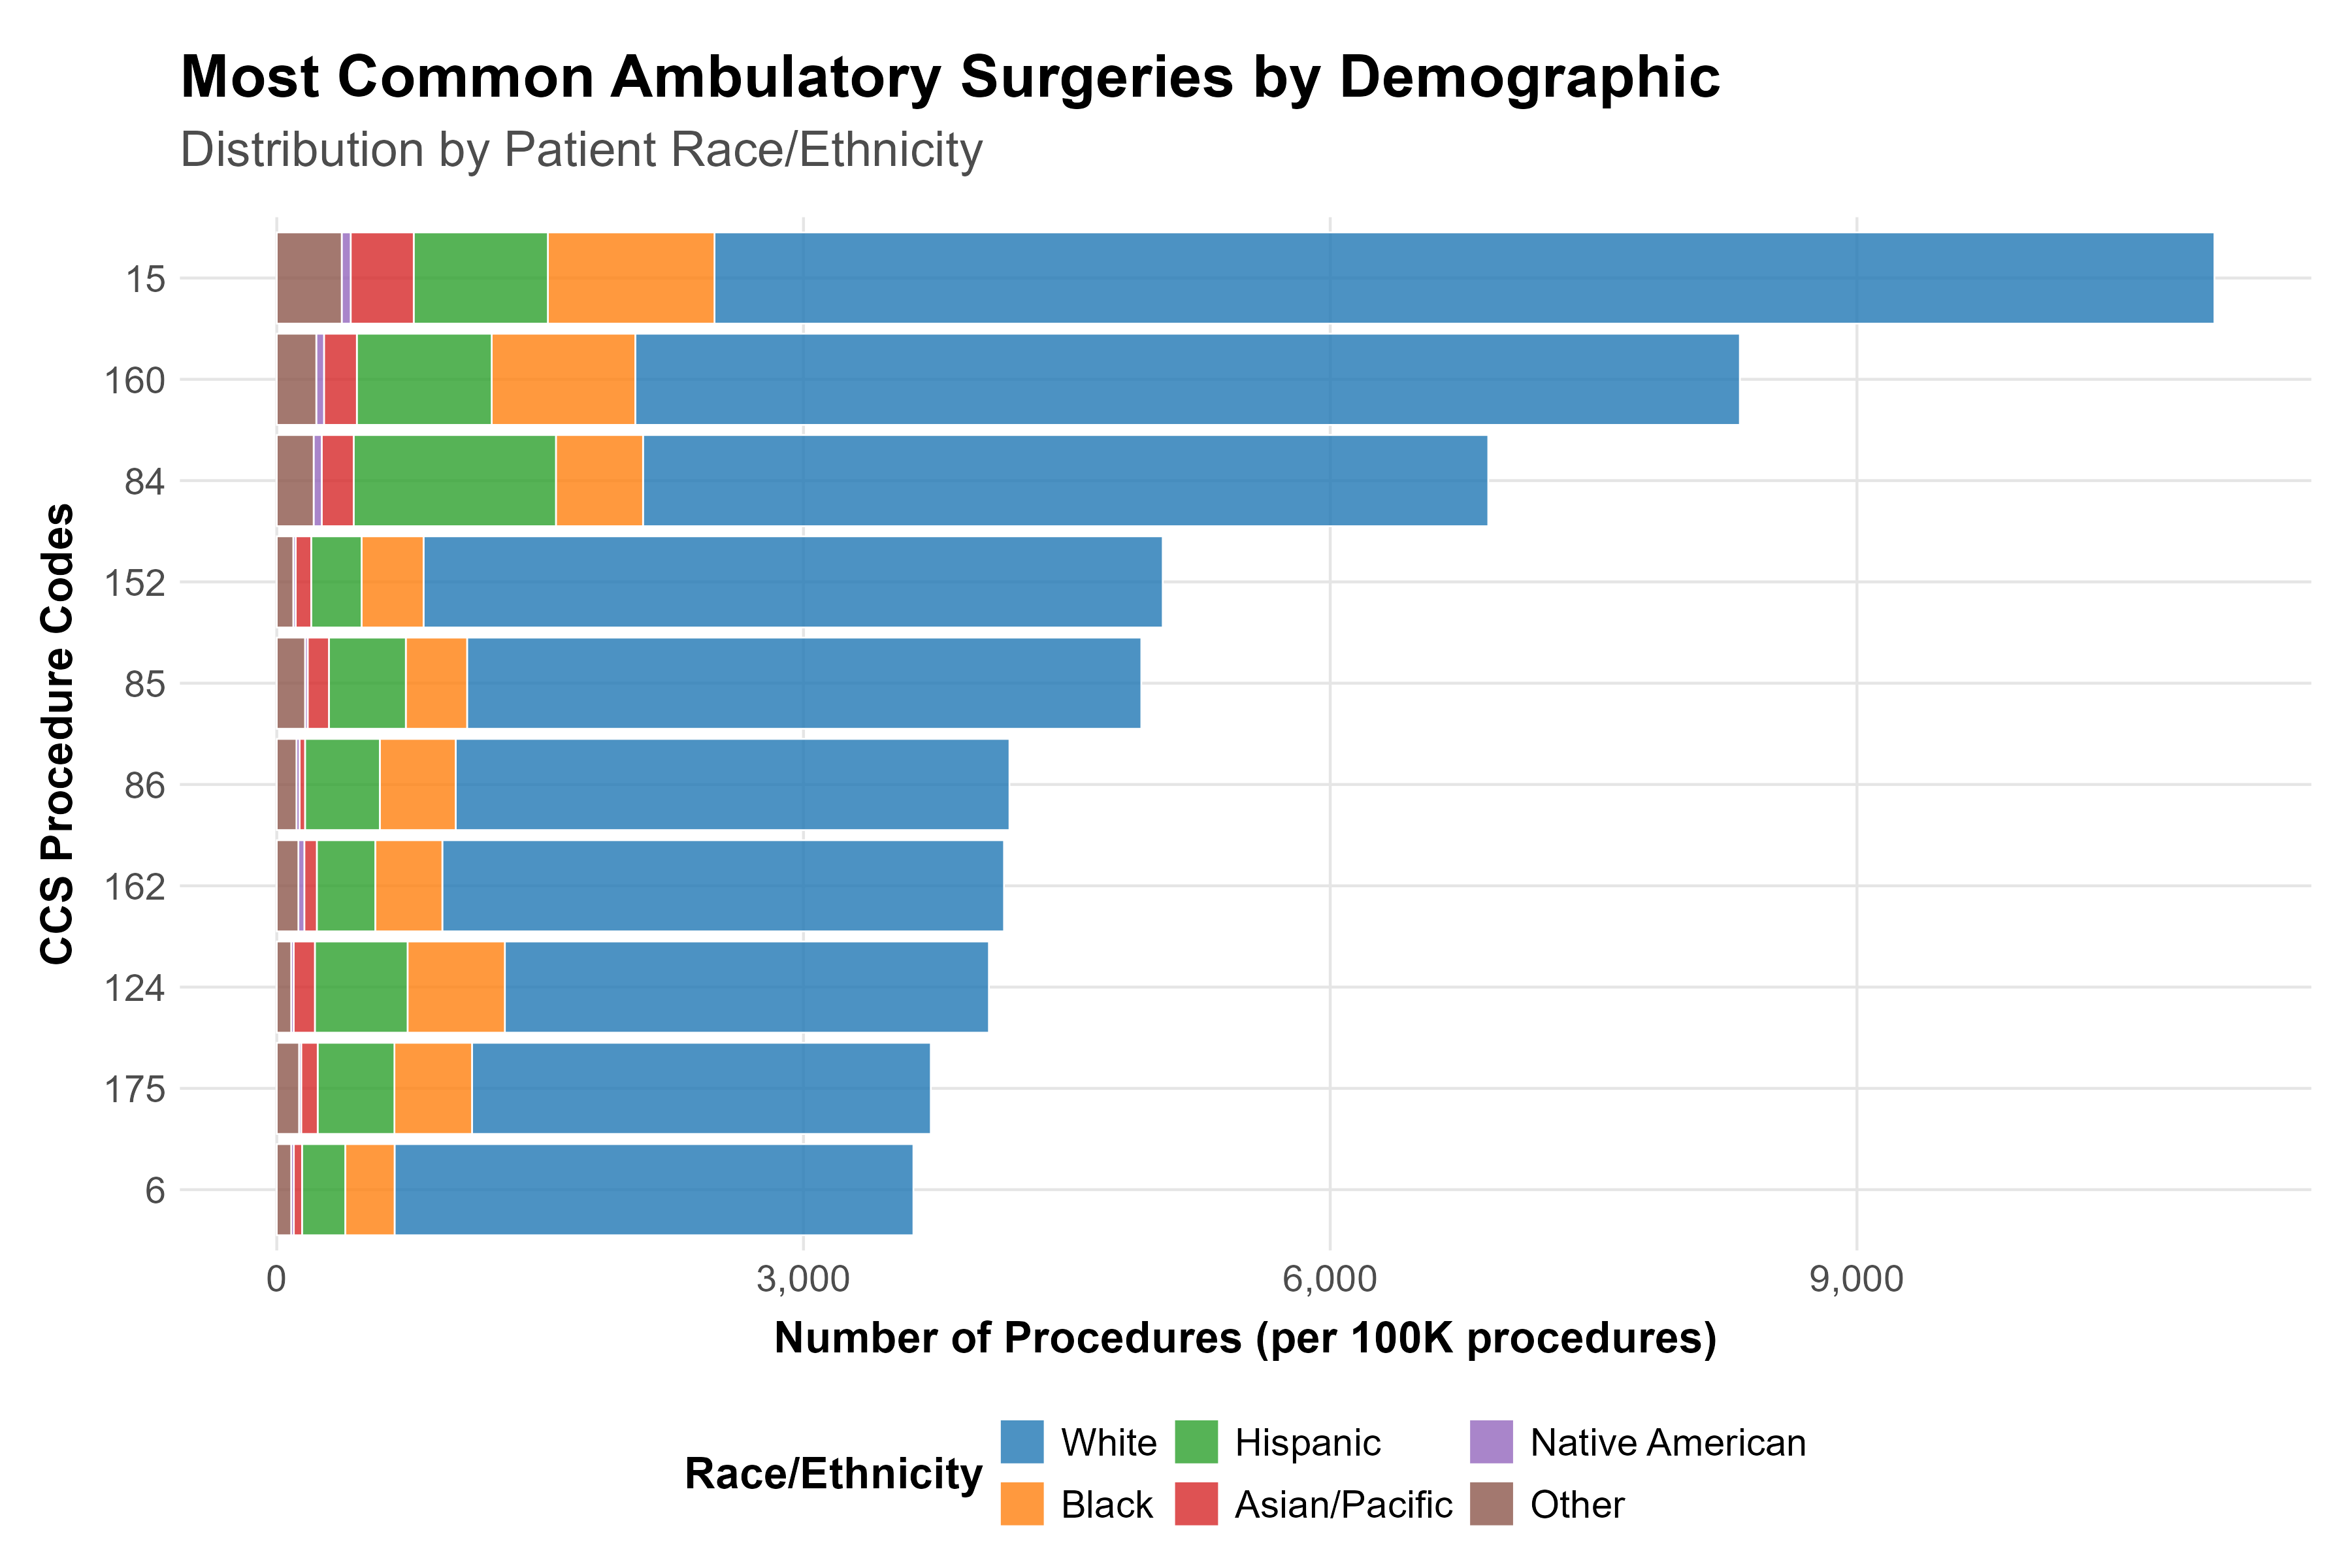 Most Common Ambulatory Surgeries by Demographic
Distribution by Patient Race/Ethnicity
CCS Procedure Codes
15
160
84
152
85
86
162
124
175
6
0
3,000
6,000
9,000
Number of Procedures (per 100K procedures)
Race/Ethnicity
White
Hispanic
Native American
Black
Asian/Pacific
Other